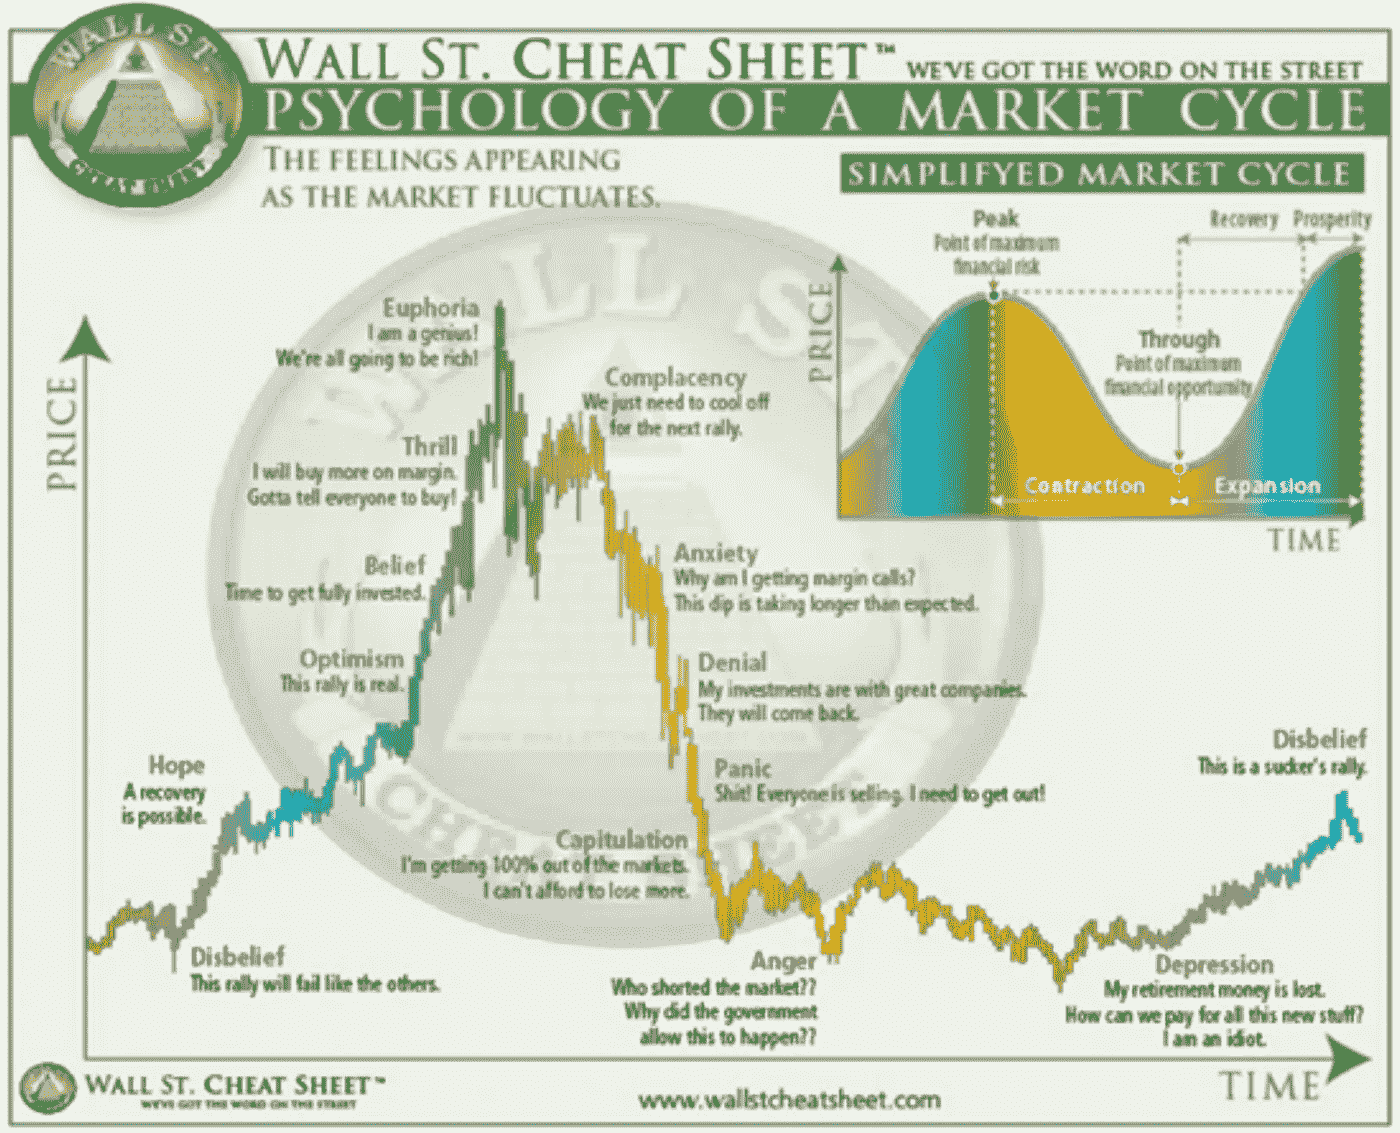 WALL ST.
CHEAT SHEET
WALL ST. CHEAT SHEET™
WE'VE GOT THE WORD ON THE STREET
PSYCHOLOGY OF A MARKET CYCLE
THE FEELINGS APPEARING
AS THE MARKET FLUCTUATES.
SIMPLIFYED MARKET CYCLE
Peak
Point of maximum
financial risk
Recovery
Prosperity
Through
Point of maximum
financial opportunity
Contraction
Expansion
PRICE
TIME
PRICE
WALL ST.
CHEAT SHEET
Euphoria
I am a genius!
We're all going to be rich!
Complacency
We just need to cool off
for the next rally.
Thrill
I will buy more on margin.
Gotta tell everyone to buy!
Belief
Time to get fully invested.
Anxiety
Why am I getting margin calls?
This dip is taking longer than expected.
Optimism
This rally is real.
Denial
My investments are with great companies.
They will come back.
Hope
A recovery
is possible.
Panic
Shit! Everyone is selling. I need to get out!
Disbelief
This is a sucker's rally.
Capitulation
I'm getting 100% out of the markets.
I can't afford to lose more.
Disbelief
This rally will fail like the others.
Anger
Who shorted the market??
Why did the government
allow this to happen??
Depression
My retirement money is lost.
How can we pay for all this new stuff?
I am an idiot.
TIME
WALL ST. CHEAT SHEET™
WE'VE GOT THE WORD ON THE STREET
www.wallstcheatsheet.com